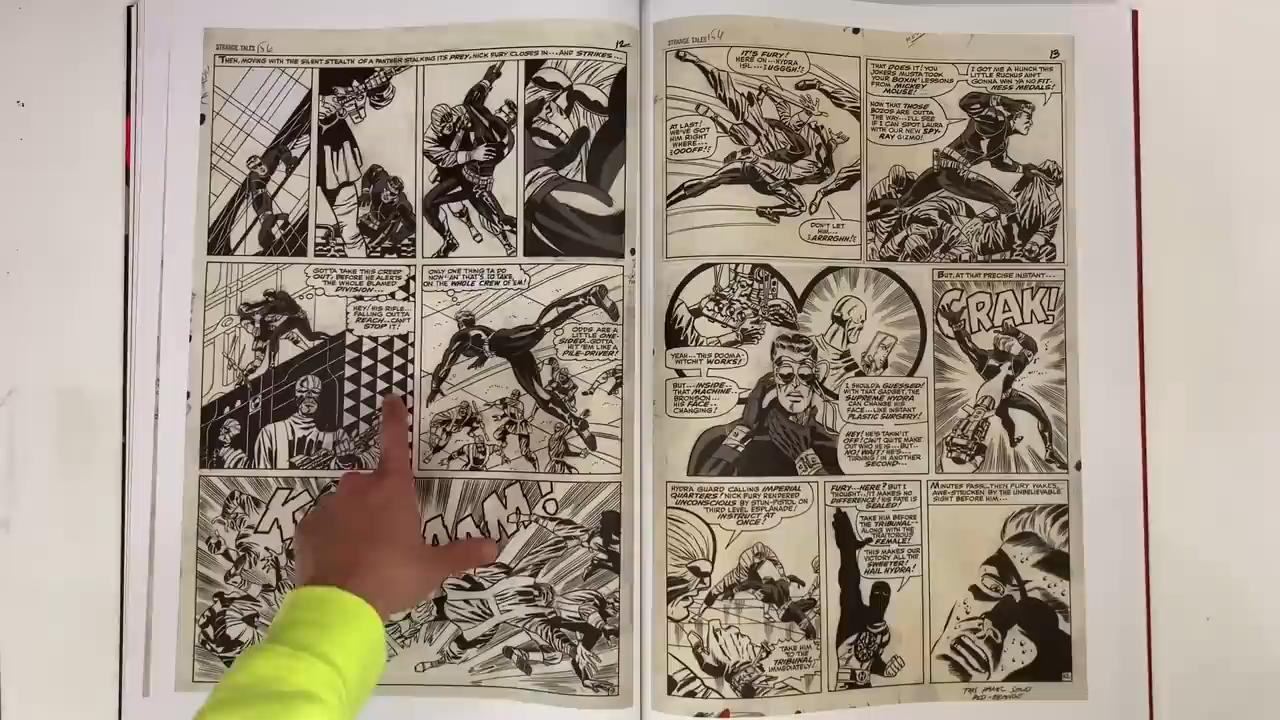 STRANGE TALES 154
12
THEN, MOVING WITH THE SILENT STEALTH OF A PANTHER STALKING ITS PREY, NICK FURY CLOSES IN...AND STRIKES...
GOTTA TAKE THIS CREEP
OUT, BEFORE HE ALERTS
THE WHOLE BLAMED
DIVISION...
HEY! HIS RIFLE...
FALLING OUTTA
REACH--CAN'T
STOP IT!
ONLY ONE THING TA DO
NOW--AN' THAT'S TO TAKE
ON THE WHOLE CREW OF 'EM!
ODDS ARE A
LITTLE ONE-
SIDED--GOTTA
HIT 'EM LIKE A
PILE-DRIVER!
STRANGE TALES 154
13
IT'S FURY!
HERE ON--HYDRA
ISL...UGGGH!!
AT LAST!
WE'VE GOT
HIM RIGHT
WHERE...
OOOFF!!
DON'T LET
HIM...
AARRGHH!!
THAT DOES IT! YOU
JOKERS MUSTA TOOK
YOUR BOXIN' LESSONS
FROM MICKEY
MOUSE!
I GOT ME A HUNCH THIS
LITTLE RUCKUS AIN'T
GONNA WIN YA NO FIT-
NESS MEDALS!
NOW THAT THOSE
BOZOS ARE OUTTA
THE WAY--I'LL SEE
IF I CAN SPOT LAURA
WITH OUR NEW SPY-
RAY GIZMO!
YEAH--THIS DOOMA-
WITCHIT WORKS!
BUT--INSIDE
THAT MACHINE--
BRONSON...
HIS FACE--
CHANGING?
I SHOULDA GUESSED!
WITH THAT GADGET, THE
SUPREME HYDRA
CAN CHANGE HIS
FACE--LIKE INSTANT
PLASTIC SURGERY!
HEY! HE'S TAKIN' IT
OFF! CAN'T QUITE MAKE
OUT WHO HE IS--BUT--
NO, WAIT! HE'S--
TURNING! IN ANOTHER
SECOND...
BUT, AT THAT PRECISE INSTANT...
CRAK!
HYDRA GUARD CALLING IMPERIAL
QUARTERS! NICK FURY RENDERED
UNCONSCIOUS BY STUN-PISTOL ON
THIRD LEVEL ESPLANADE!
INSTRUCT AT
ONCE!
TAKE HIM
TO THE
TRIBUNAL
IMMEDIATELY!
FURY--HERE? BUT I
THOUGHT--IT MAKES NO
DIFFERENCE! HIS FATE IS
SEALED!
TAKE HIM BEFORE
THE TRIBUNAL--
ALONG WITH THE
TRAITOROUS
FEMALE!
THIS MAKES OUR
VICTORY ALL THE
SWEETER!
HAIL HYDRA!
MINUTES PASS...THEN FURY WAKES,
AWE-STRICKEN BY THE UNBELIEVABLE
SIGHT BEFORE HIM...
THIS PANEL SOLID
RED-ORANGE